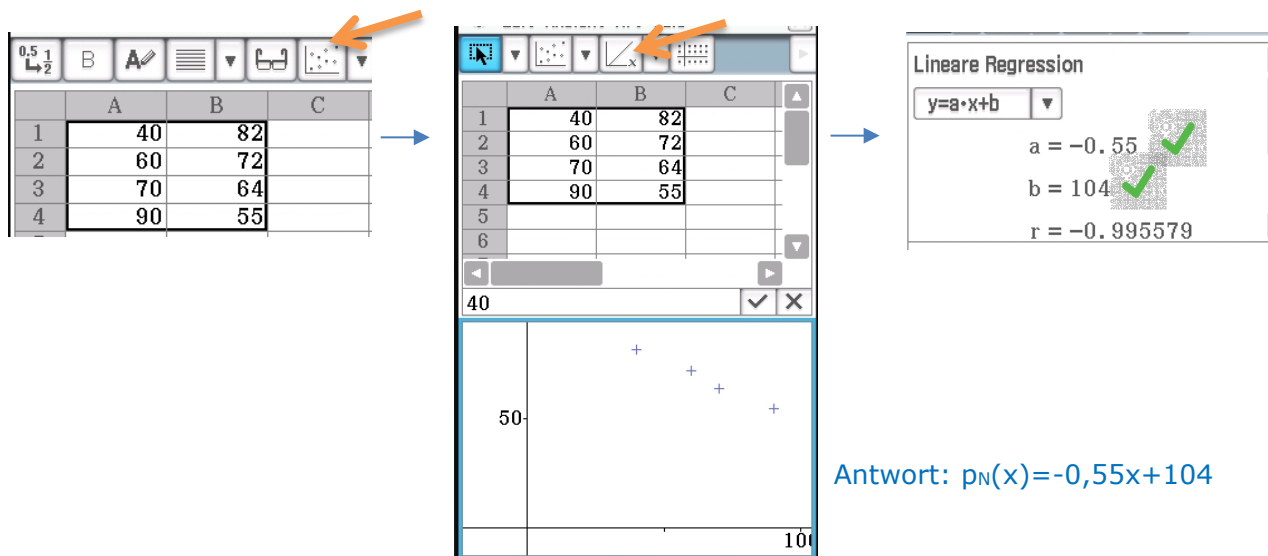 0.5 1 2
B A
A B C
1 40 82
2 60 72
3 70 64
4 90 55
x
A B C
1 40 82
2 60 72
3 70 64
4 90 55
5
6
40
50
100
Lineare Regression
y=a•x+b
a = -0.55
b = 104
r = -0.995579
Antwort: pN(x)=-0,55x+104